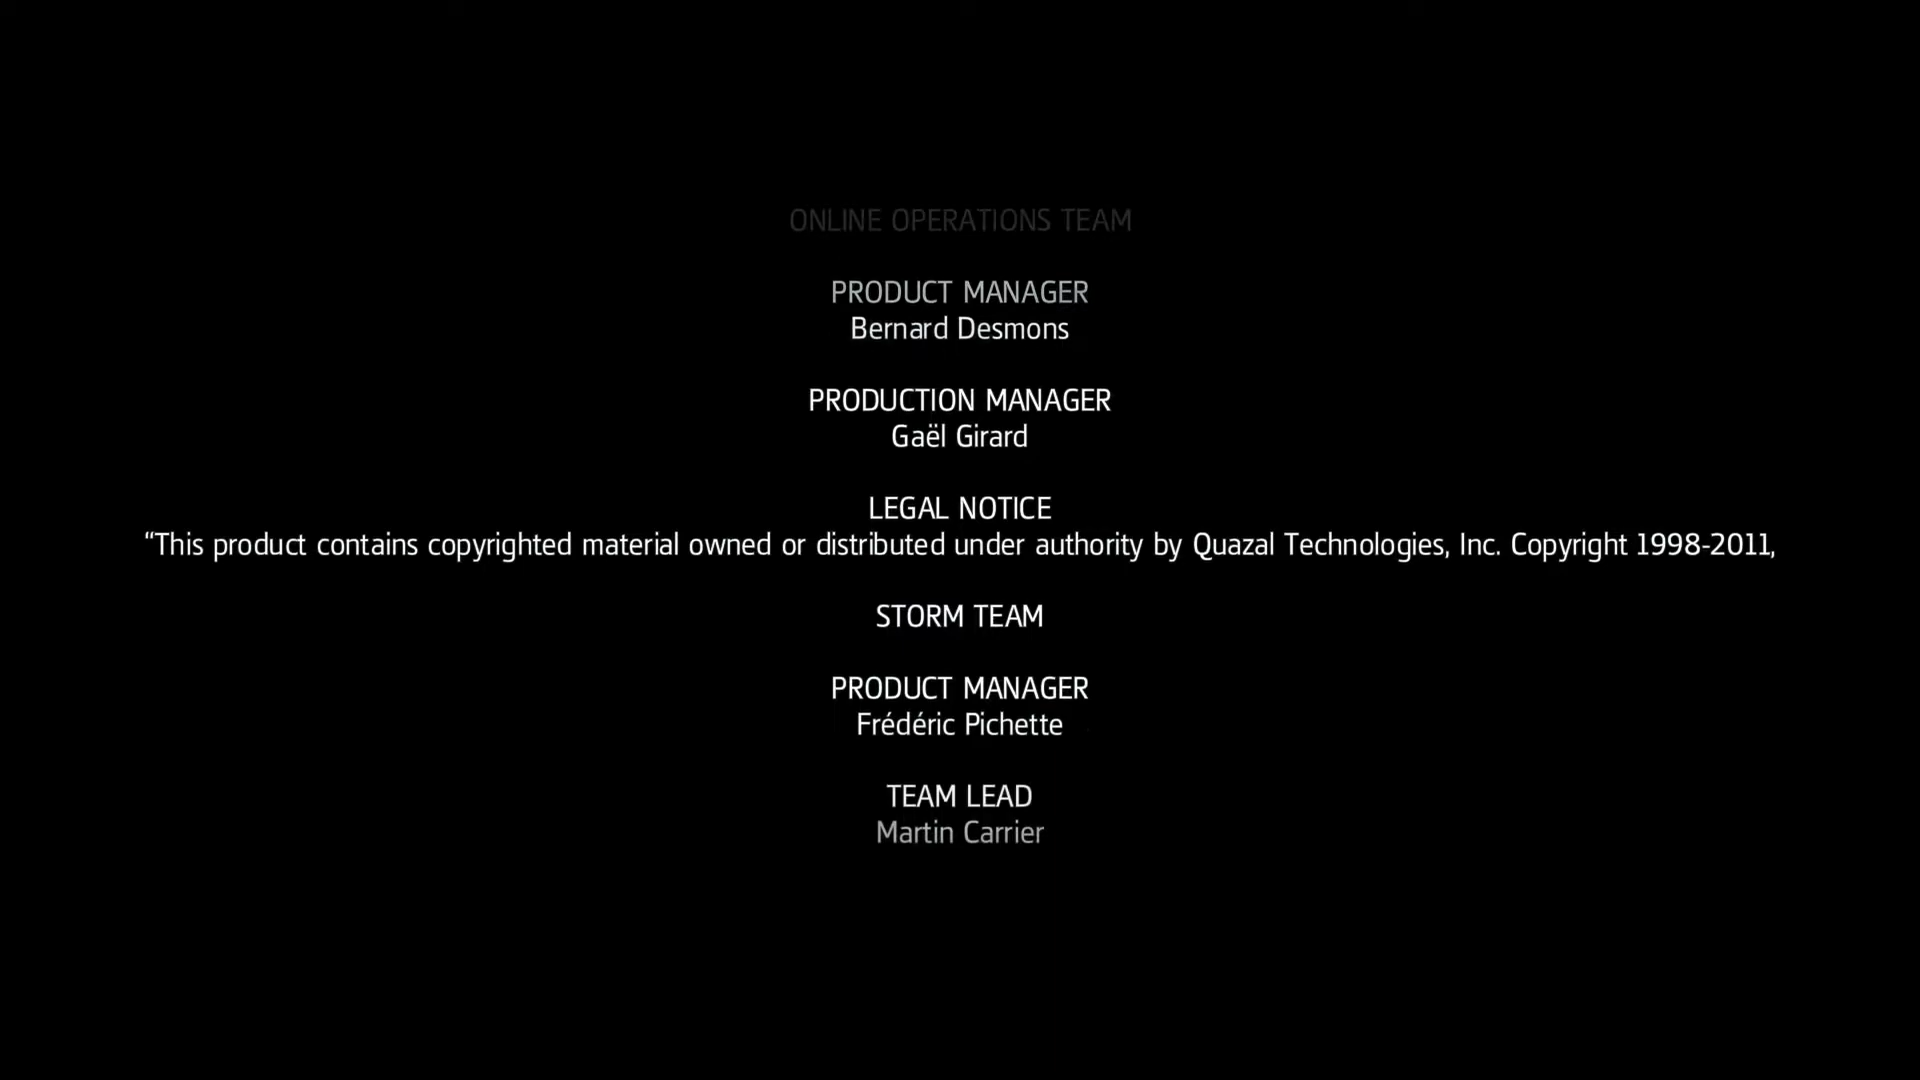 ONLINE OPERATIONS TEAM
PRODUCT MANAGER
Bernard Desmons
PRODUCTION MANAGER
Gaël Girard
LEGAL NOTICE
“This product contains copyrighted material owned or distributed under authority by Quazal Technologies, Inc. Copyright 1998-2011,
STORM TEAM
PRODUCT MANAGER
Frédéric Pichette
TEAM LEAD
Martin Carrier